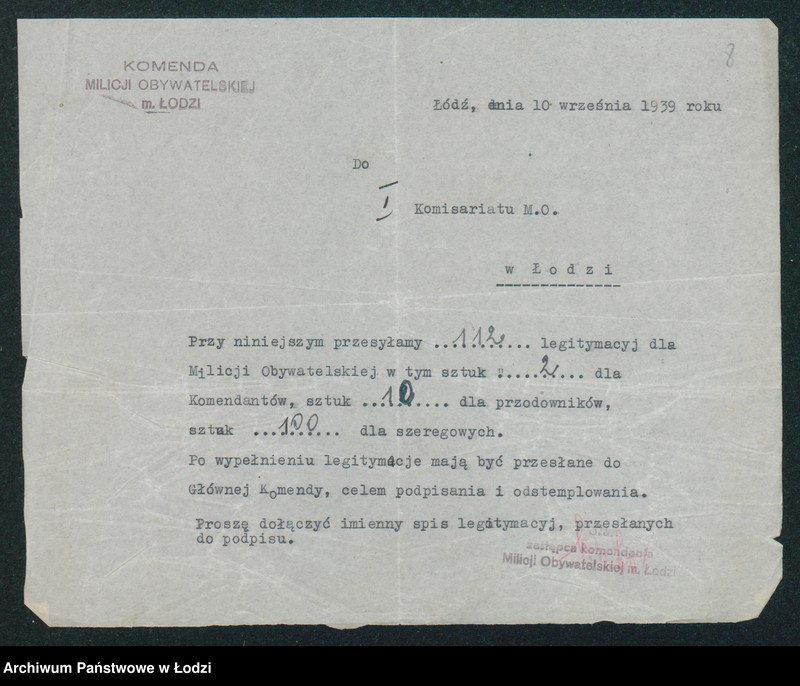 8
KOMENDA
MILICJI OBYWATELSKIEJ
m. ŁODZI
Łódź, dnia 10 września 1939 roku
Do
I Komisariatu M.O.
w Łodzi
Przy niniejszym przesyłamy ...112... legitymacyj dla
Milicji Obywatelskiej w tym sztuk "....2... dla
Komendantów, sztuk ...10.... dla przodowników,
sztuk ...100... dla szeregowych.
Po wypełnieniu legitymacje mają być przesłane do
Głównej Komendy, celem podpisania i odstemplowania.
Proszę dołączyć imienny spis legitymacyj, przesłanych
do podpisu.
zastępca komendanta
Milicji Obywatelskiej m. Łodzi
Archiwum Państwowe w Łodzi